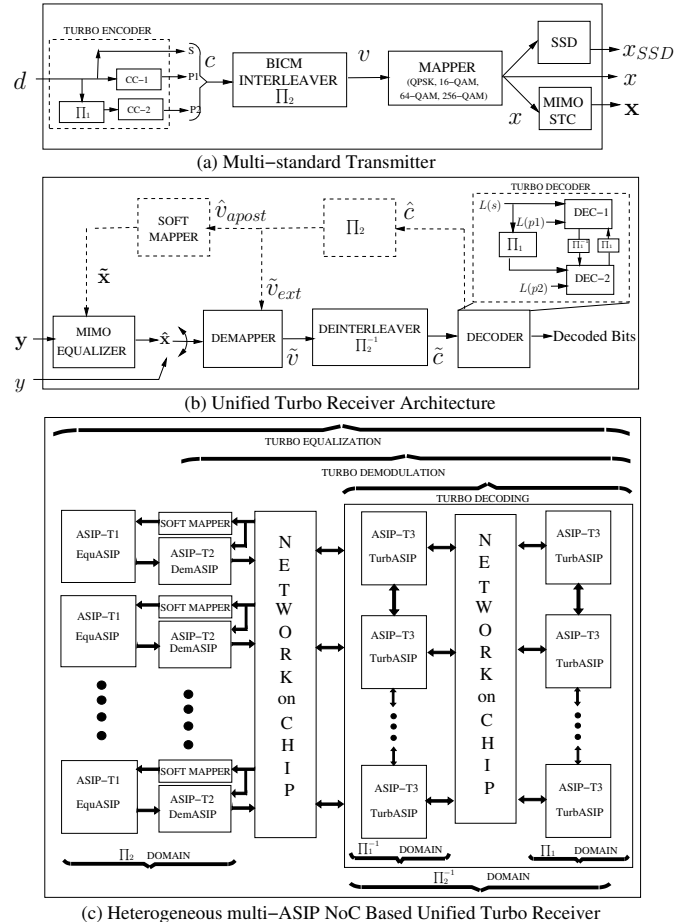 TURBO ENCODER
d
Π₁
CC−1
CC−2
S
P1
P2
c
BICM
INTERLEAVER
Π₂
v
MAPPER
(QPSK, 16−QAM,
64−QAM, 256−QAM)
SSD
MIMO
STC
x_SSD
x
x
𝐱
(a) Multi−standard Transmitter
SOFT
MAPPER
v̂_apost
Π₂
ĉ
TURBO DECODER
L(s)
L(p1)
Π₁
DEC−1
Π₁⁻¹
Π₁
DEC−2
L(p2)
x̃
ṽ_ext
y
MIMO
EQUALIZER
x̂
DEMAPPER
ṽ
DEINTERLEAVER
Π₂⁻¹
c̃
DECODER
Decoded Bits
y
(b) Unified Turbo Receiver Architecture
TURBO EQUALIZATION
TURBO DEMODULATION
TURBO DECODING
ASIP−T1
EquASIP
SOFT MAPPER
ASIP−T2
DemASIP
ASIP−T1
EquASIP
SOFT MAPPER
ASIP−T2
DemASIP
ASIP−T1
EquASIP
SOFT MAPPER
ASIP−T2
DemASIP
NETWORK on CHIP
ASIP−T3
TurbASIP
ASIP−T3
TurbASIP
ASIP−T3
TurbASIP
NETWORK on CHIP
ASIP−T3
TurbASIP
ASIP−T3
TurbASIP
ASIP−T3
TurbASIP
Π₂ DOMAIN
Π₁⁻¹ DOMAIN
Π₁ DOMAIN
Π₂⁻¹ DOMAIN
(c) Heterogeneous multi−ASIP NoC Based Unified Turbo Receiver